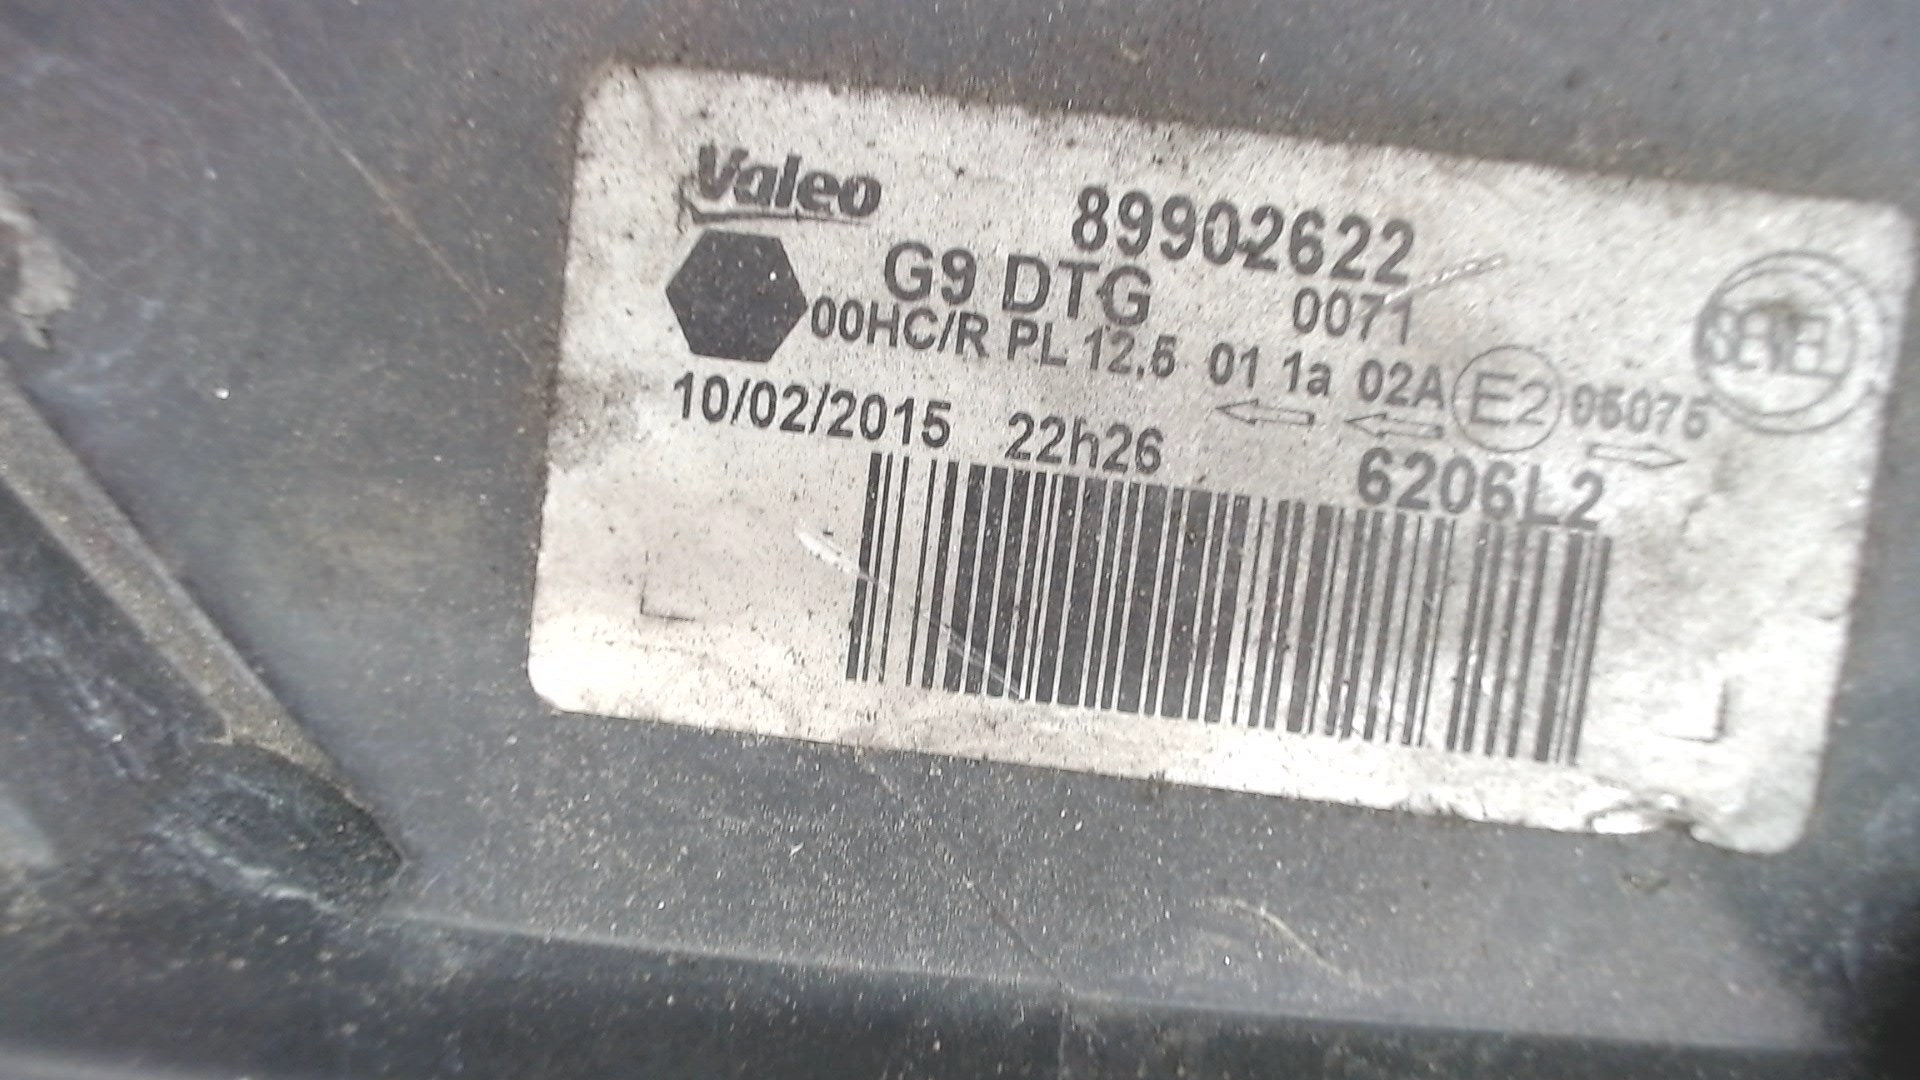 Valeo
89902622
G9 DTG
0071
00HC/R PL 12,5 01 1a 02A E2 05075
10/02/2015 22h26
6206L2